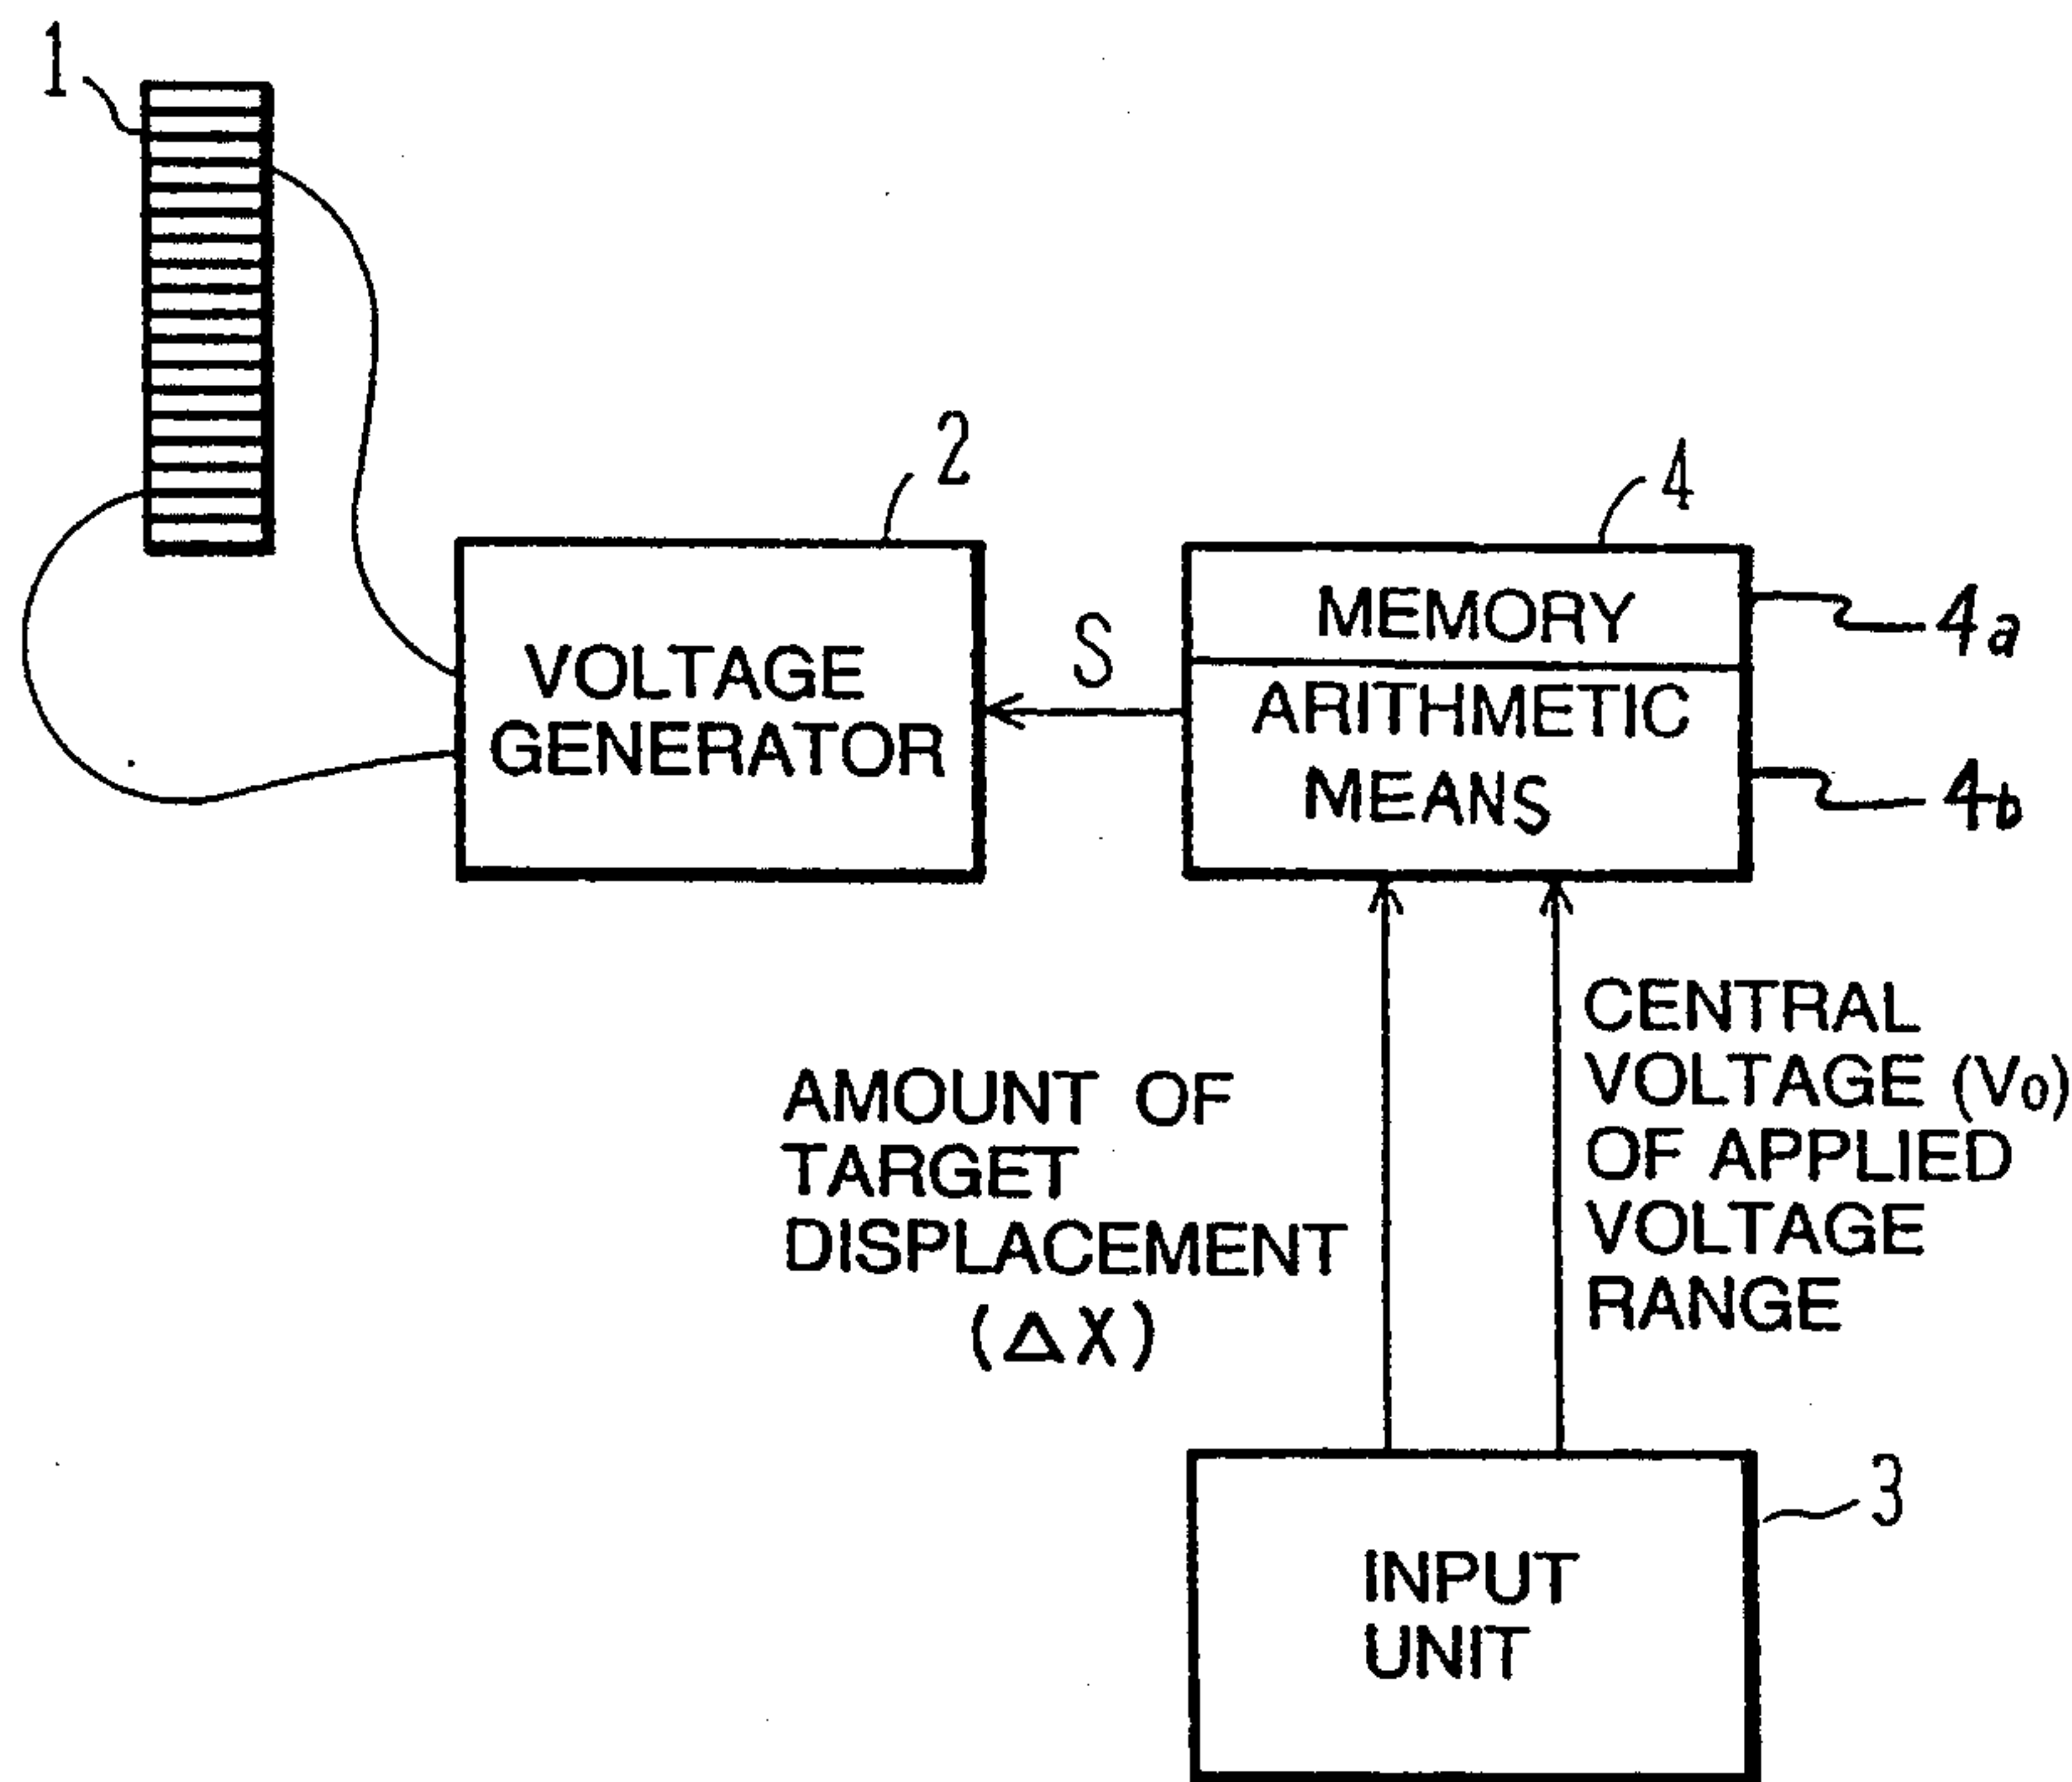 1
2
VOLTAGE
GENERATOR
S
4
MEMORY
4a
ARITHMETIC
MEANS
4b
AMOUNT OF
TARGET
DISPLACEMENT
(ΔX)
CENTRAL
VOLTAGE (V₀)
OF APPLIED
VOLTAGE
RANGE
3
INPUT
UNIT